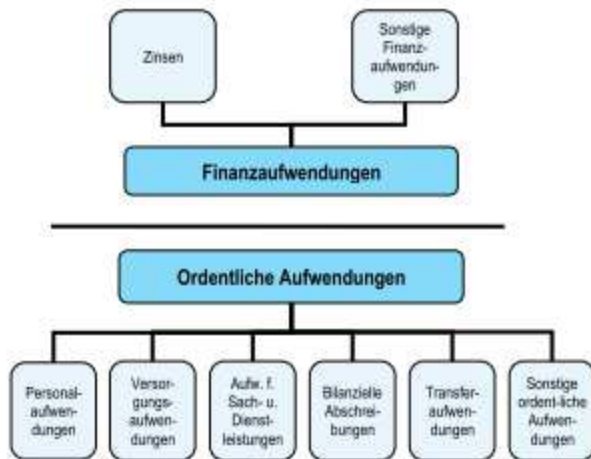 Zinsen
Sonstige
Finanz-
aufwendun-
gen
Finanzaufwendungen
Ordentliche Aufwendungen
Personal-
aufwen-
dungen
Versor-
gungs-
aufwen-
dungen
Aufw. f.
Sach- u.
Dienst-
leistungen
Bilanzielle
Abschrei-
bungen
Transfer-
aufwen-
dungen
Sonstige
ordent-liche
Aufwen-
dungen